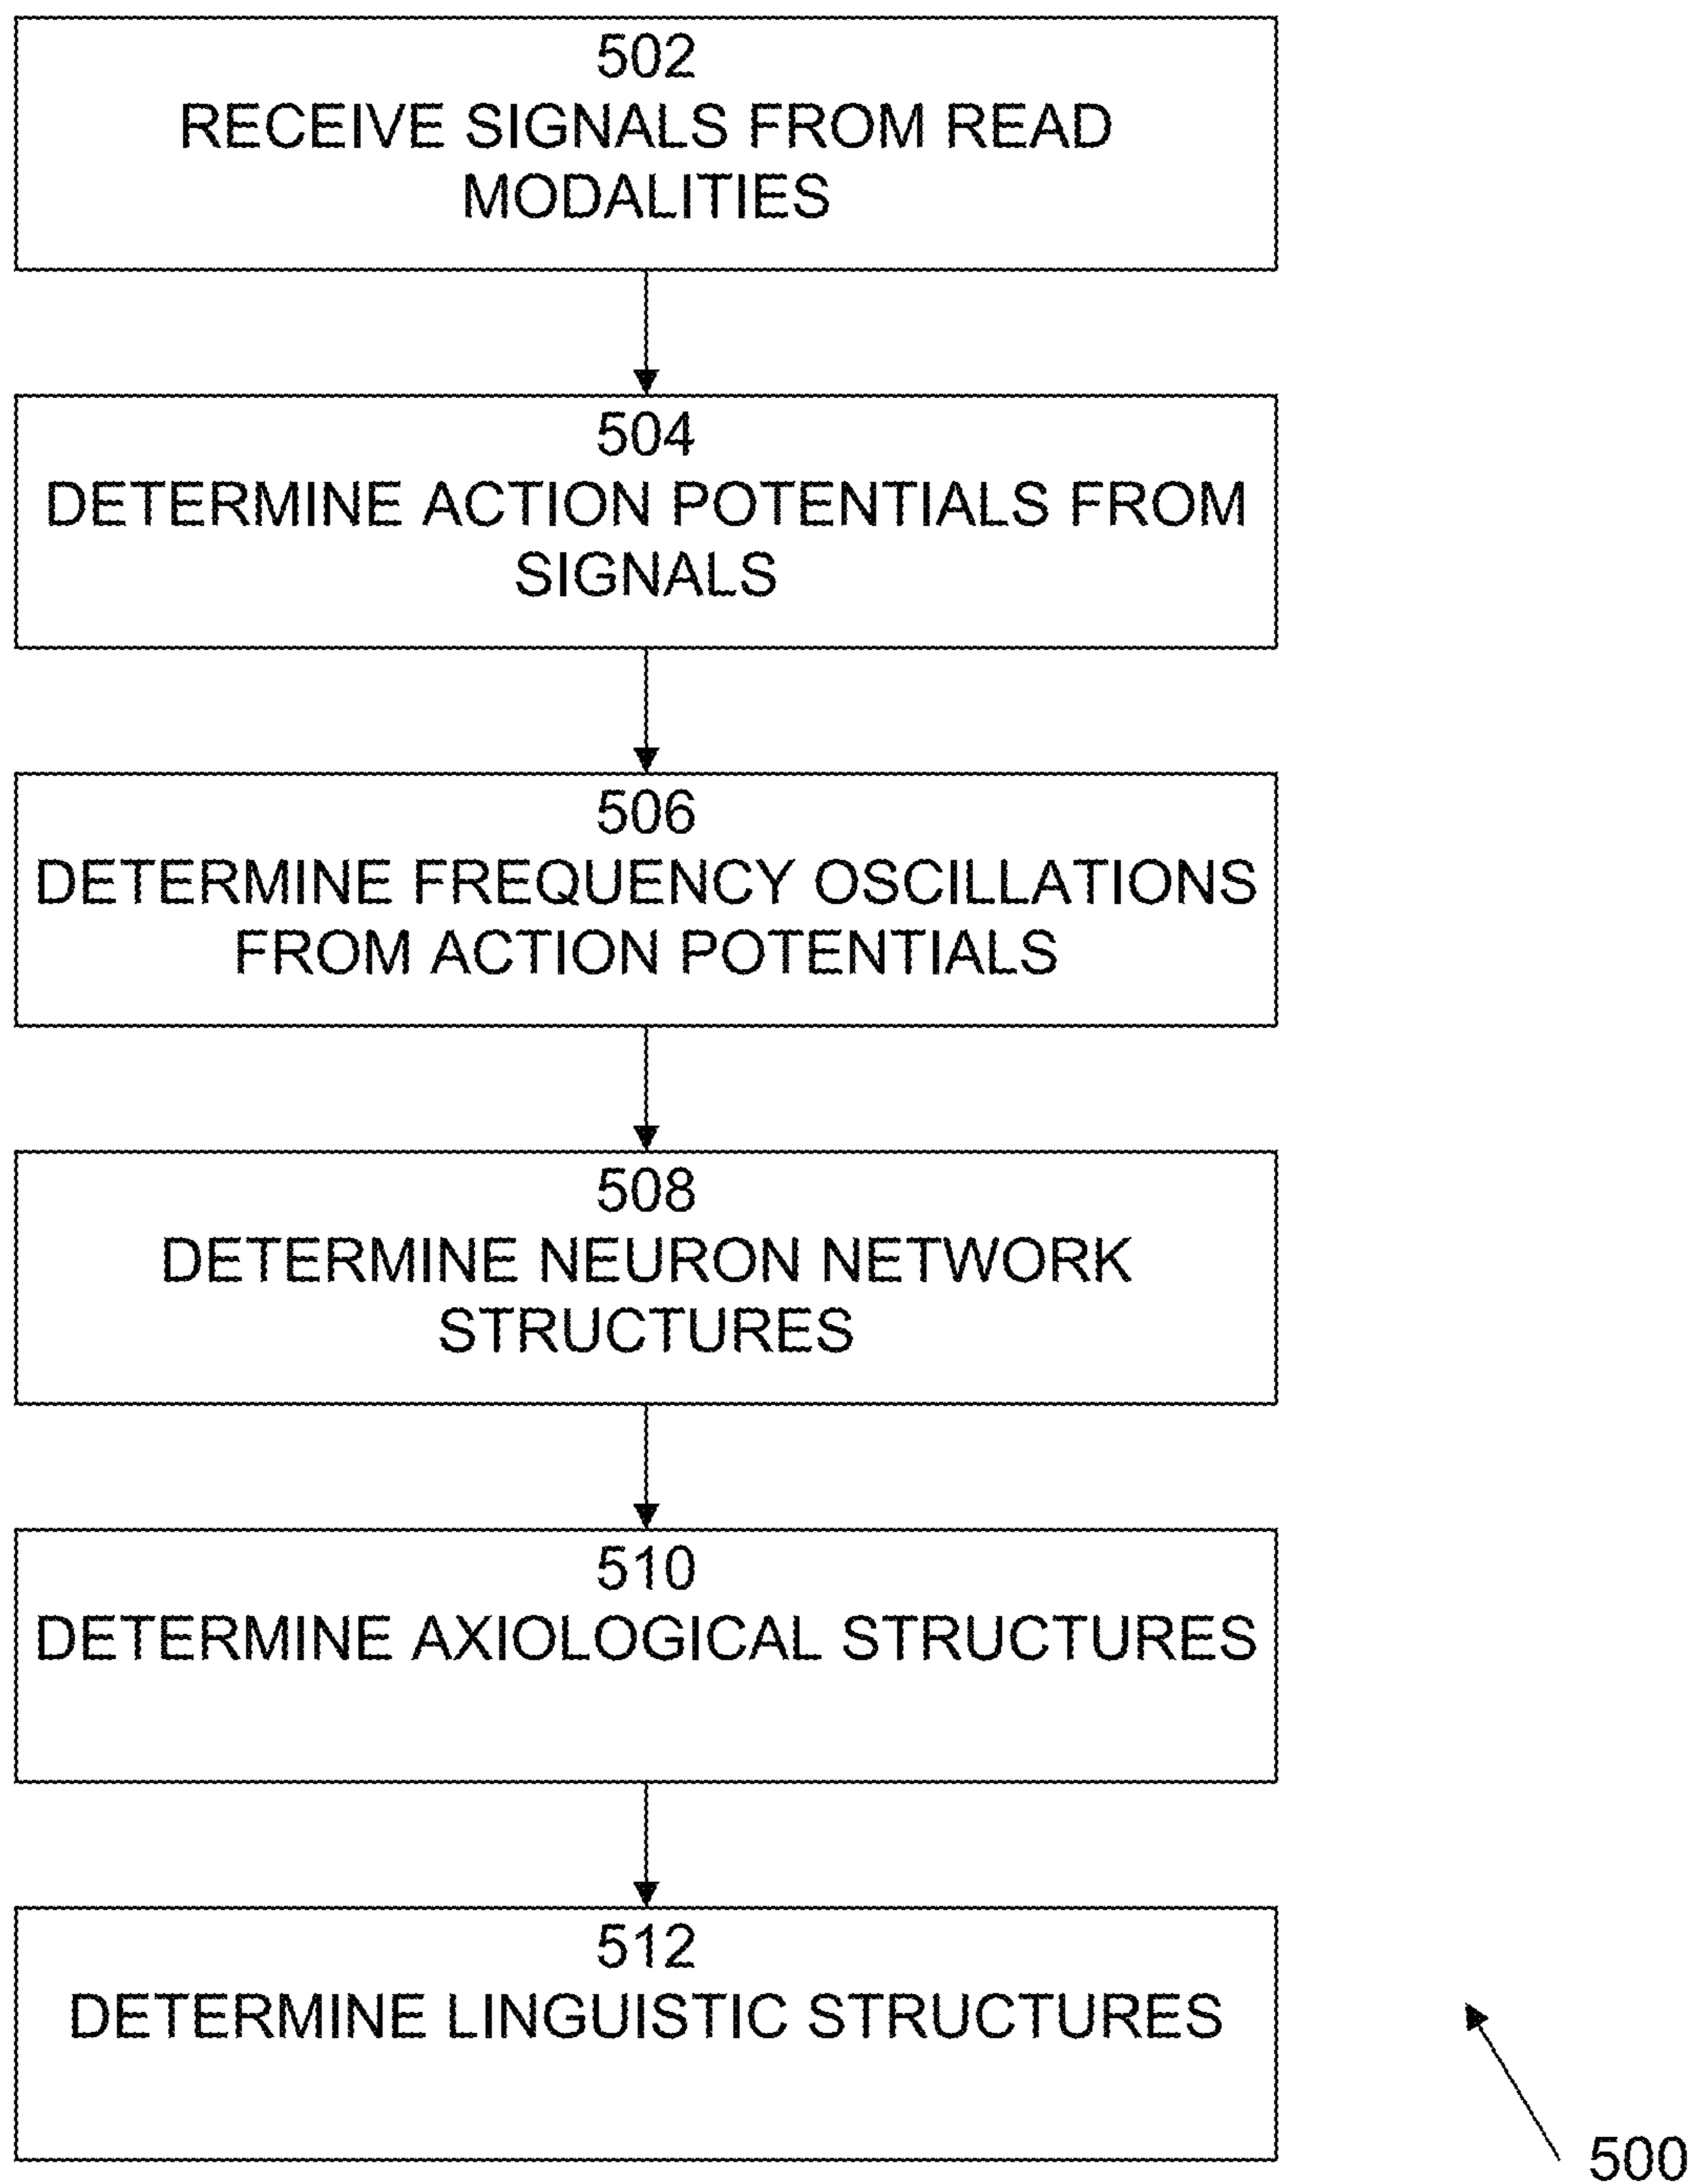 502
RECEIVE SIGNALS FROM READ
MODALITIES
504
DETERMINE ACTION POTENTIALS FROM
SIGNALS
506
DETERMINE FREQUENCY OSCILLATIONS
FROM ACTION POTENTIALS
508
DETERMINE NEURON NETWORK
STRUCTURES
510
DETERMINE AXIOLOGICAL STRUCTURES
512
DETERMINE LINGUISTIC STRUCTURES
500